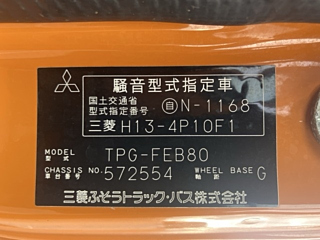 騒音型式指定車
国土交通省
型式指定番号 自N-1168
三菱 H13-4P10F1
MODEL
型式 TPG-FEB80
CHASSIS NO.
車台番号 572554 WHEEL BASE
軸距 G
三菱ふそうトラック・バス株式会社